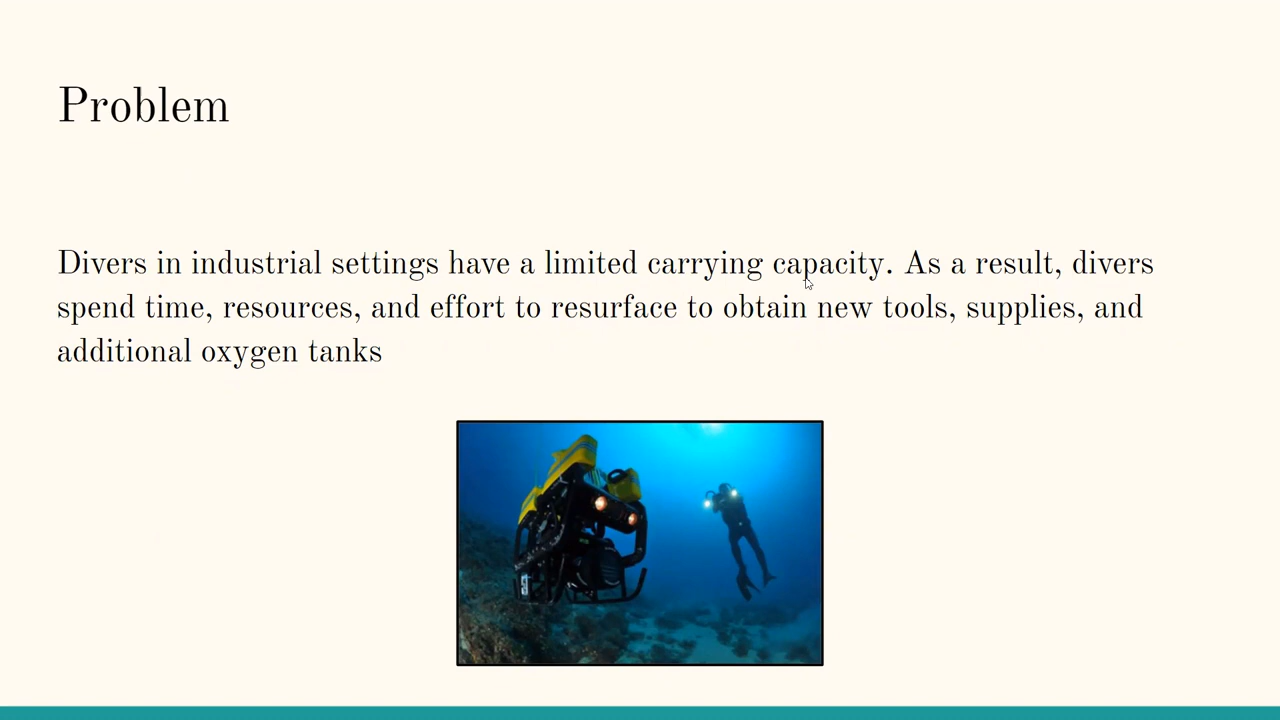 Problem
Divers in industrial settings have a limited carrying capacity. As a result, divers
spend time, resources, and effort to resurface to obtain new tools, supplies, and
additional oxygen tanks